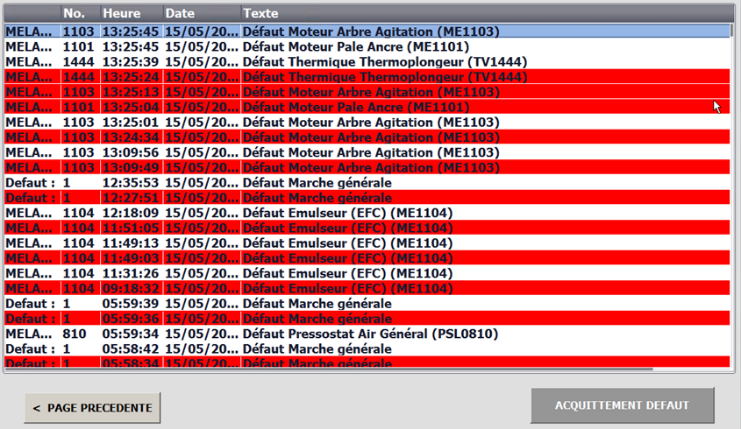 No. Heure Date Texte
MELA... 1103 13:25:45 15/05/20... Défaut Moteur Arbre Agitation (ME1103)
MELA... 1101 13:25:45 15/05/20... Défaut Moteur Pale Ancre (ME1101)
MELA... 1444 13:25:39 15/05/20... Défaut Thermique Thermoplongeur (TV1444)
MELA... 1444 13:25:24 15/05/20... Défaut Thermique Thermoplongeur (TV1444)
MELA... 1103 13:25:13 15/05/20... Défaut Moteur Arbre Agitation (ME1103)
MELA... 1101 13:25:04 15/05/20... Défaut Moteur Pale Ancre (ME1101)
MELA... 1103 13:25:01 15/05/20... Défaut Moteur Arbre Agitation (ME1103)
MELA... 1103 13:24:34 15/05/20... Défaut Moteur Arbre Agitation (ME1103)
MELA... 1103 13:09:56 15/05/20... Défaut Moteur Arbre Agitation (ME1103)
MELA... 1103 13:09:49 15/05/20... Défaut Moteur Arbre Agitation (ME1103)
Defaut : 1 12:35:53 15/05/20... Défaut Marche générale
Defaut : 1 12:27:51 15/05/20... Défaut Marche générale
MELA... 1104 12:18:09 15/05/20... Défaut Emulseur (EFC) (ME1104)
MELA... 1104 11:51:05 15/05/20... Défaut Emulseur (EFC) (ME1104)
MELA... 1104 11:49:13 15/05/20... Défaut Emulseur (EFC) (ME1104)
MELA... 1104 11:49:03 15/05/20... Défaut Emulseur (EFC) (ME1104)
MELA... 1104 11:31:26 15/05/20... Défaut Emulseur (EFC) (ME1104)
MELA... 1104 09:18:32 15/05/20... Défaut Emulseur (EFC) (ME1104)
Defaut : 1 05:59:39 15/05/20... Défaut Marche générale
Defaut : 1 05:59:36 15/05/20... Défaut Marche générale
MELA... 810 05:59:34 15/05/20... Défaut Pressostat Air Général (PSL0810)
Defaut : 1 05:58:42 15/05/20... Défaut Marche générale
Defaut : 1 05:58:34 15/05/20... Défaut Marche générale
< PAGE PRECEDENTE
ACQUITTEMENT DEFAUT